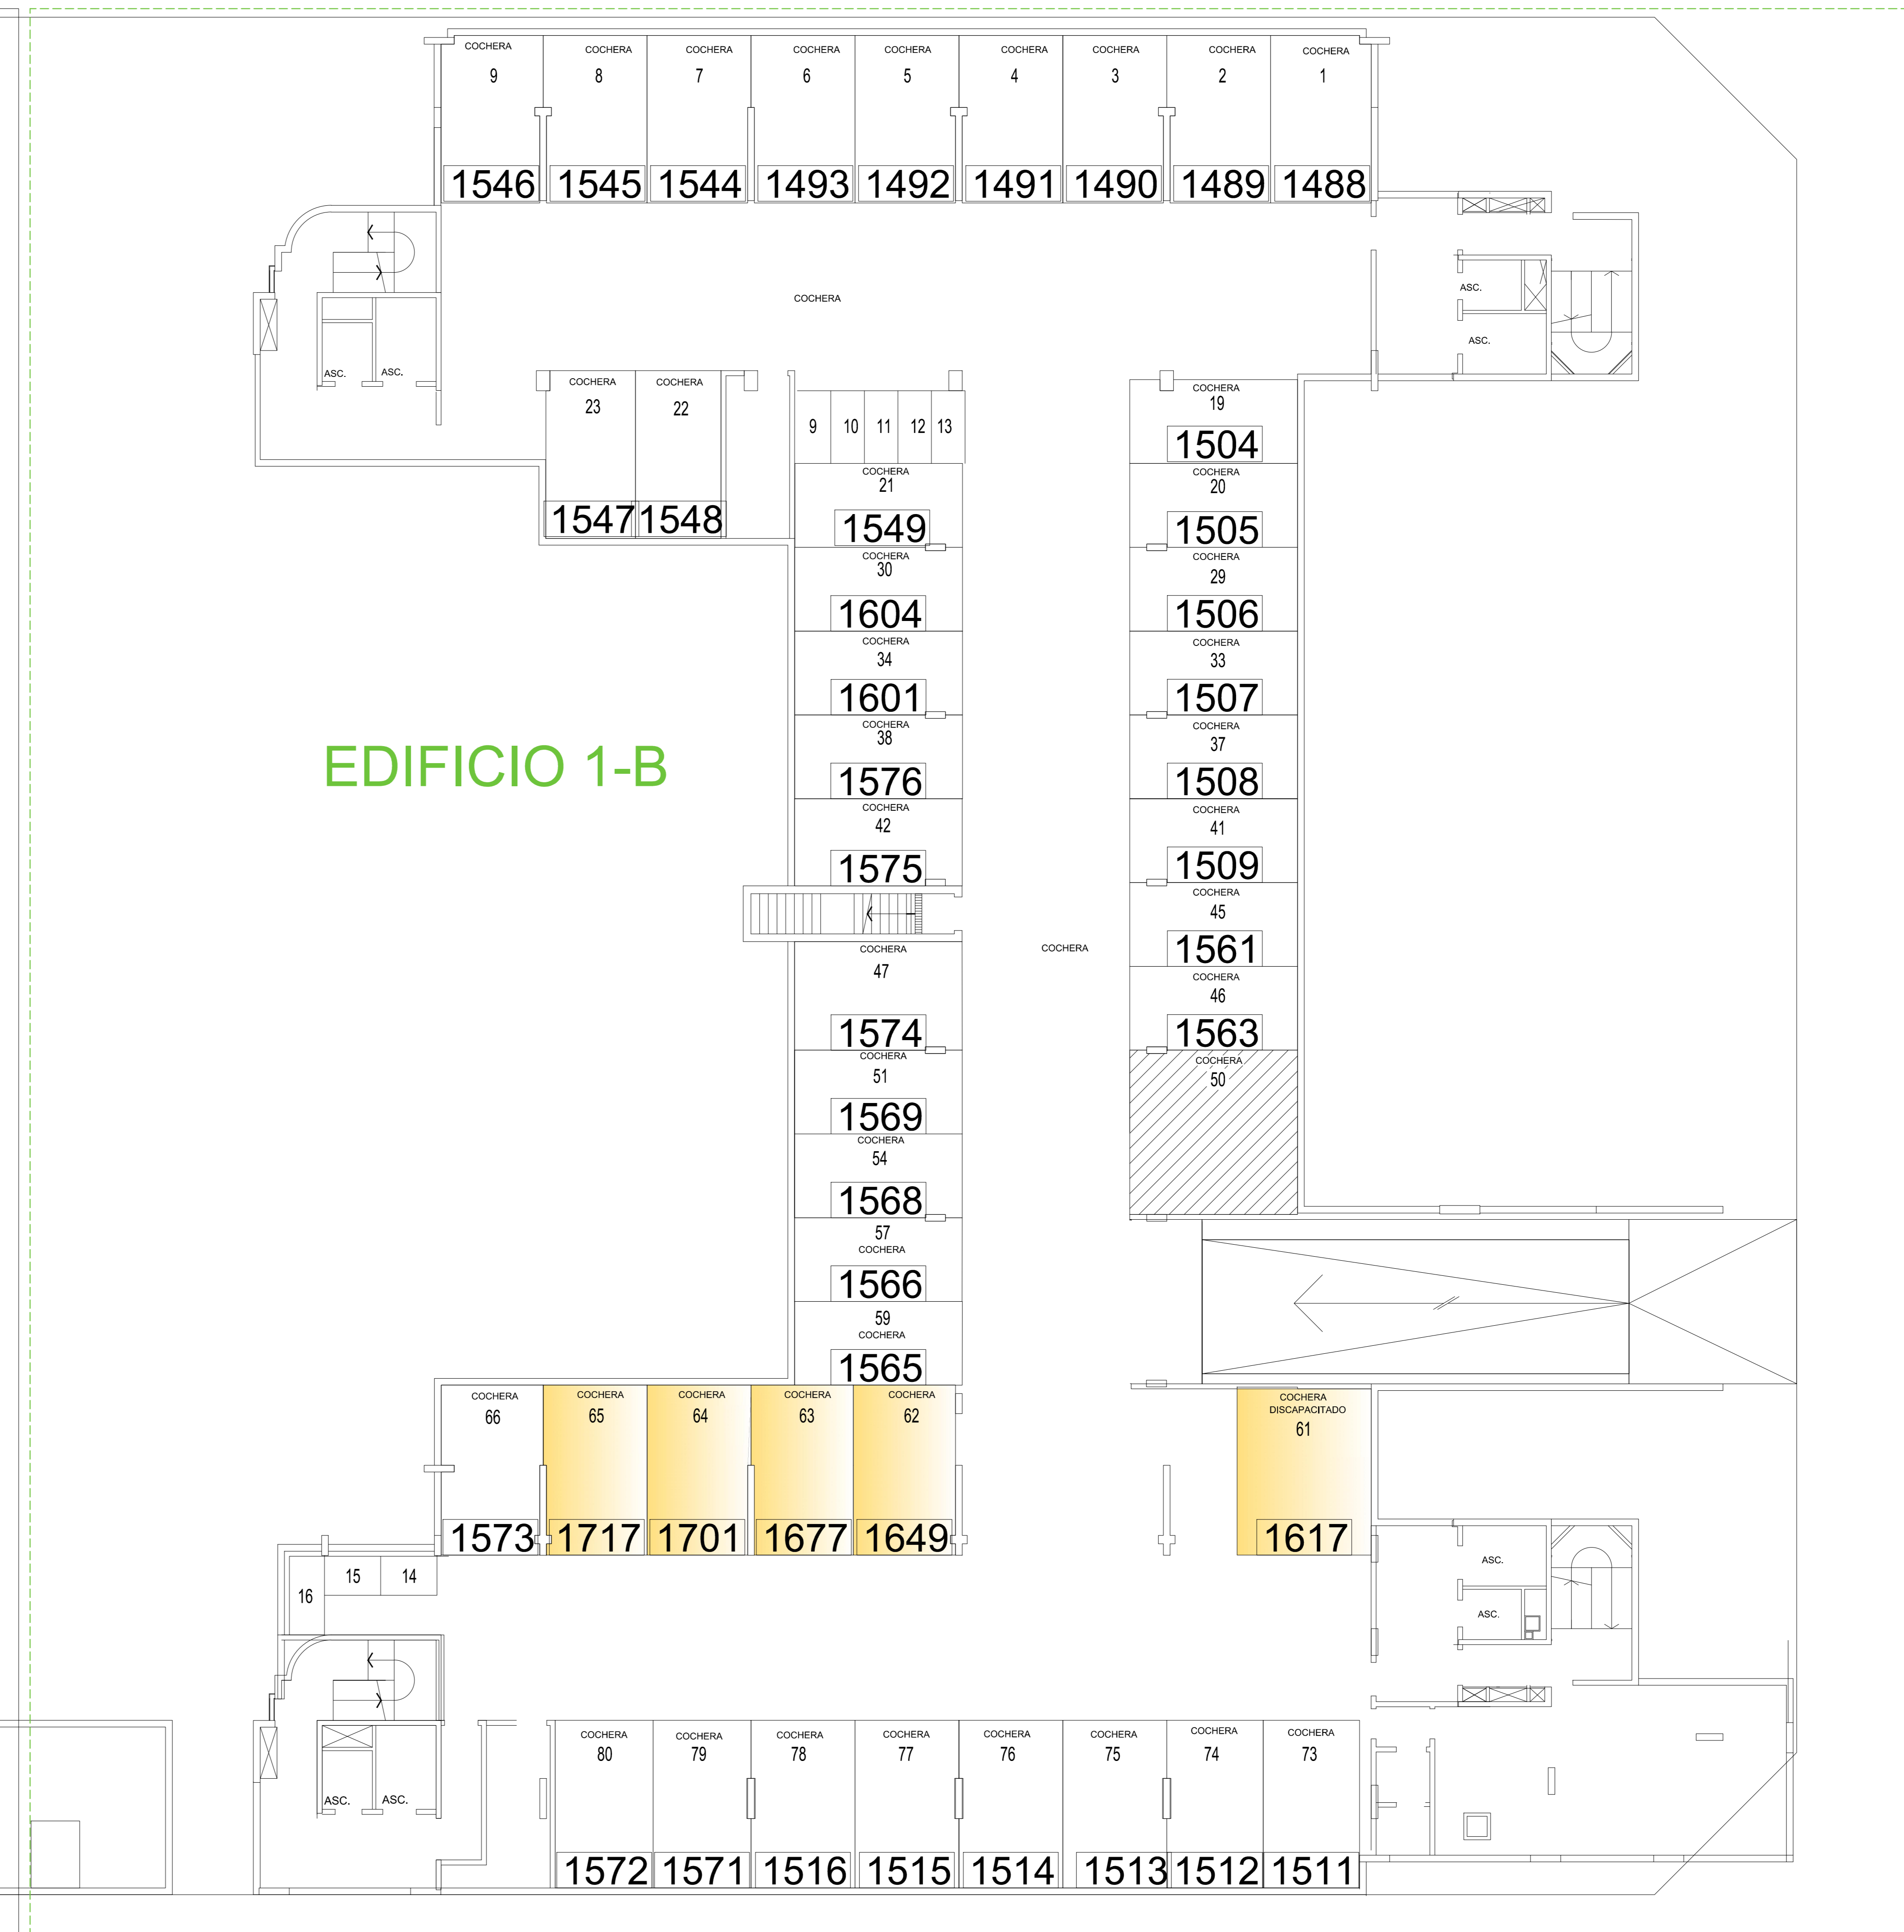 COCHERA COCHERA COCHERA COCHERA COCHERA COCHERA COCHERA COCHERA COCHERA
9 8 7 6 5 4 3 2 1
1546 1545 1544 1493 1492 1491 1490 1489 1488
COCHERA
ASC.
ASC.
ASC. ASC.
COCHERA COCHERA
23 22
1547 1548
9 10 11 12 13
COCHERA
19
1504
COCHERA
21
1549
COCHERA
20
1505
COCHERA
30
1604
COCHERA
29
1506
COCHERA
34
1601
COCHERA
33
1507
EDIFICIO 1-B
COCHERA
38
1576
COCHERA
37
1508
COCHERA
42
1575
COCHERA
41
1509
COCHERA
45
1561
COCHERA
COCHERA
47
1574
COCHERA
46
1563
COCHERA
51
1569
COCHERA
50
COCHERA
54
1568
57
COCHERA
1566
59
COCHERA
1565
COCHERA COCHERA COCHERA COCHERA COCHERA
66 65 64 63 62
1573 1717 1701 1677 1649
COCHERA
DISCAPACITADO
61
1617
16 15 14
ASC.
ASC.
ASC. ASC.
COCHERA COCHERA COCHERA COCHERA COCHERA COCHERA COCHERA COCHERA
80 79 78 77 76 75 74 73
1572 1571 1516 1515 1514 1513 1512 1511